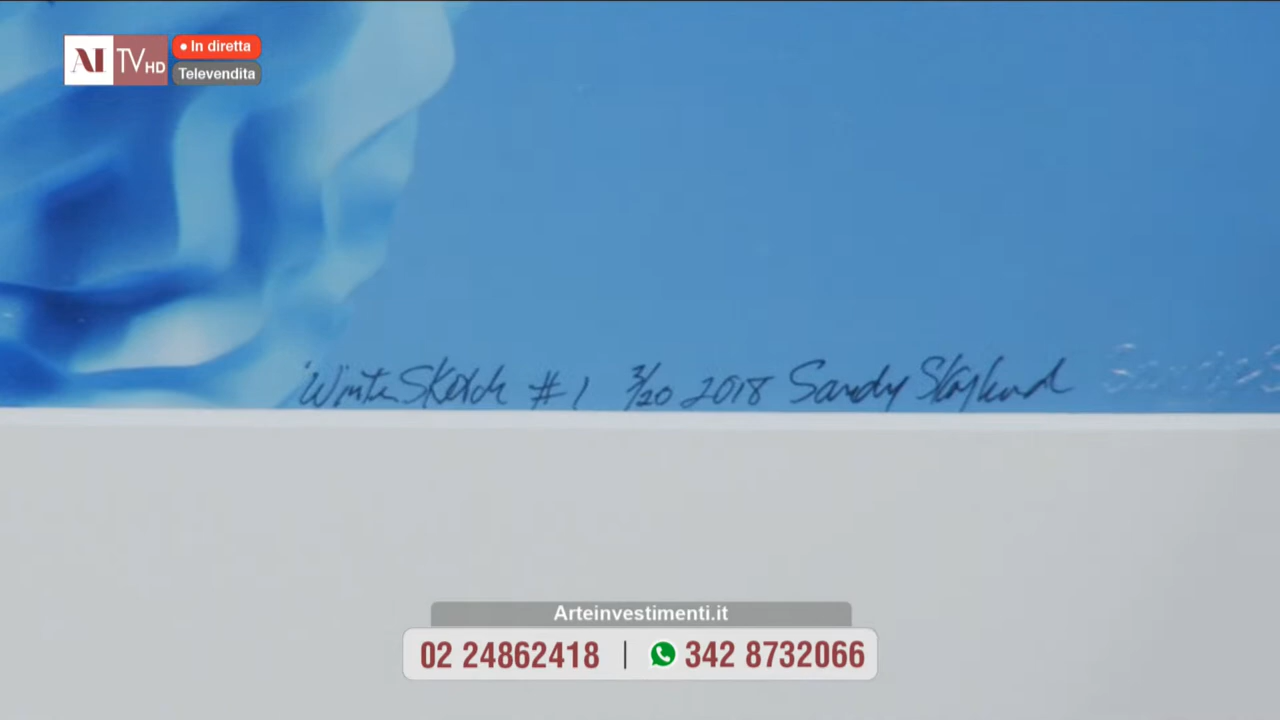 AI TV HD
In diretta
Televendita
"Winter Sketch #1 3/20 2018 Sandy Skoglund
Arteinvestimenti.it
02 24862418 | 342 8732066